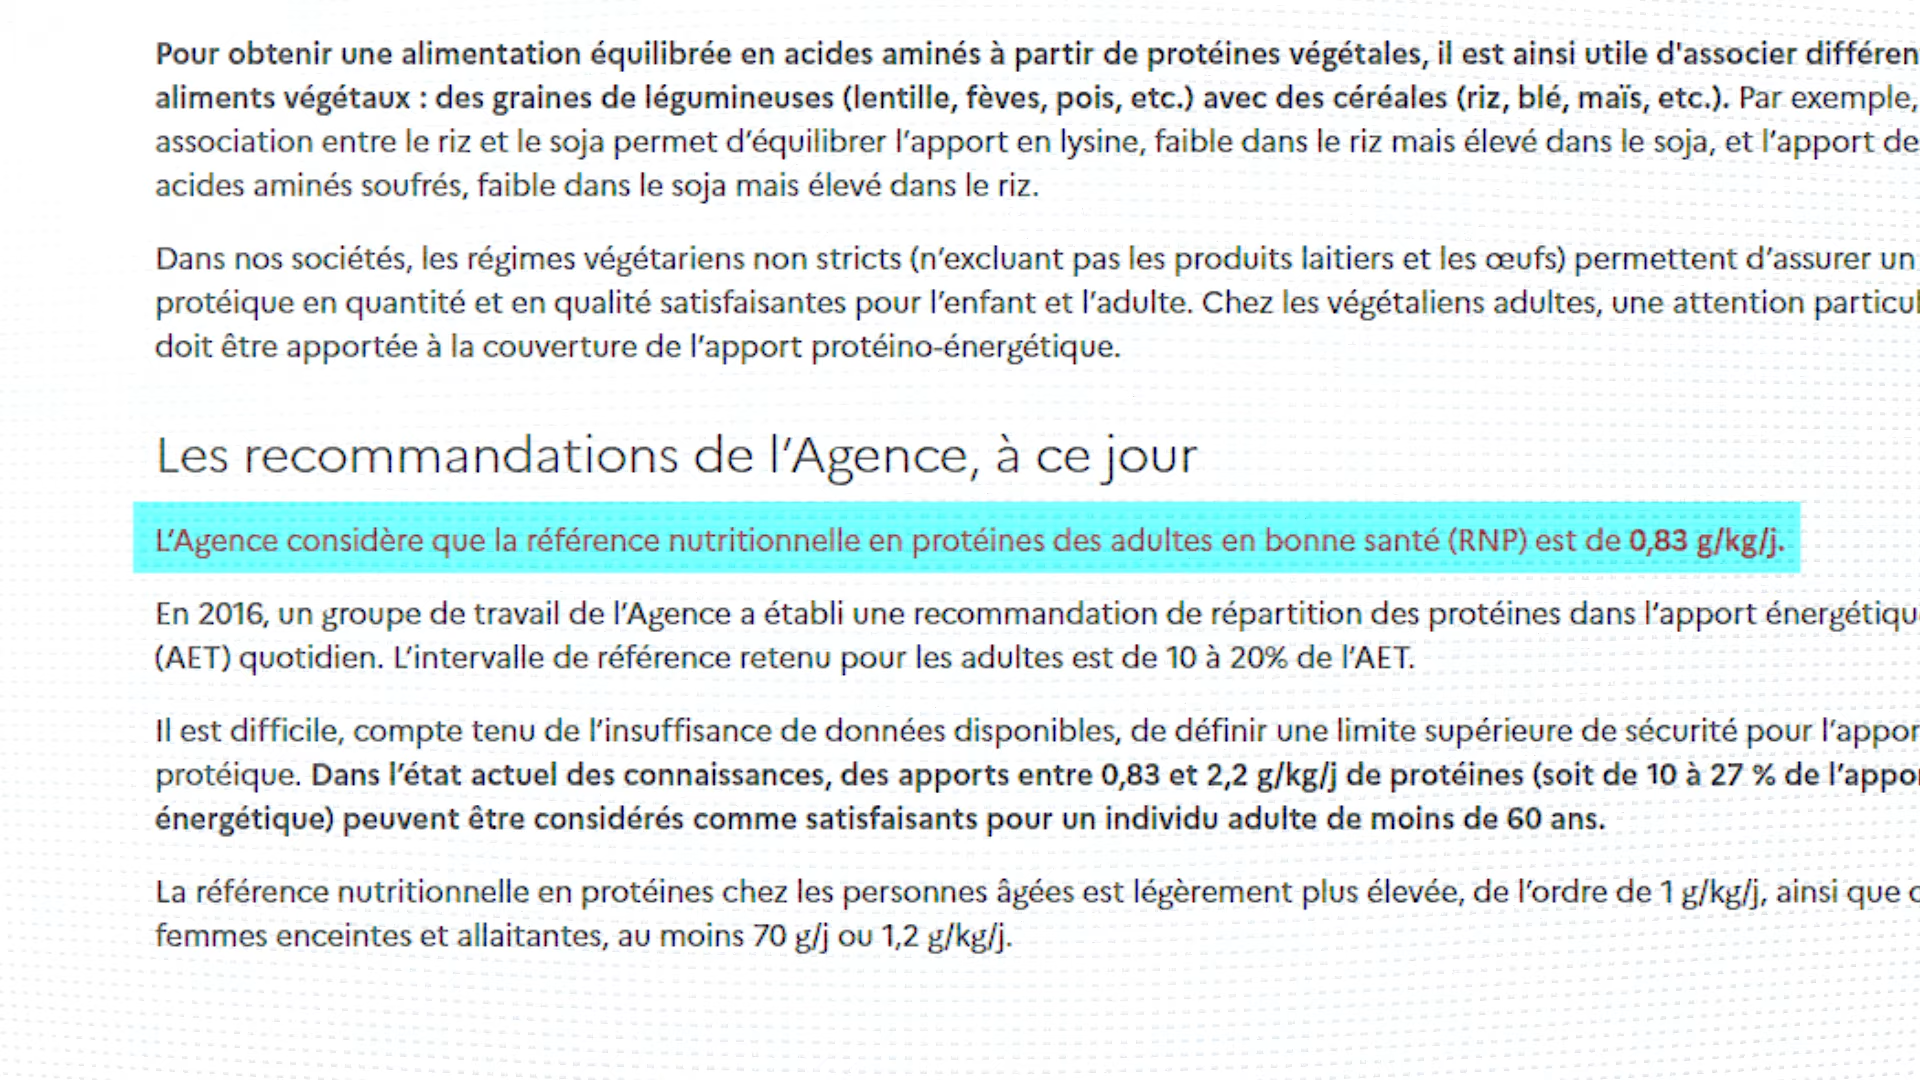 Pour obtenir une alimentation équilibrée en acides aminés à partir de protéines végétales, il est ainsi utile d'associer
aliments végétaux : des graines de légumineuses (lentille, fèves, pois, etc.) avec des céréales (riz, blé, maïs, etc.). Par exemple,
association entre le riz et le soja permet d’équilibrer l’apport en lysine, faible dans le riz mais élevé dans le soja, et l’apport de
acides aminés soufrés, faible dans le soja mais élevé dans le riz.
Dans nos sociétés, les régimes végétariens non stricts (n’excluant pas les produits laitiers et les œufs) permettent d’assurer un
protéique en quantité et en qualité satisfaisantes pour l’enfant et l’adulte. Chez les végétaliens adultes, une attention
doit être apportée à la couverture de l’apport protéino-énergétique.
Les recommandations de l’Agence, à ce jour
L’Agence considère que la référence nutritionnelle en protéines des adultes en bonne santé (RNP) est de 0,83 g/kg/j.
En 2016, un groupe de travail de l’Agence a établi une recommandation de répartition des protéines dans l’apport
(AET) quotidien. L’intervalle de référence retenu pour les adultes est de 10 à 20% de l’AET.
Il est difficile, compte tenu de l’insuffisance de données disponibles, de définir une limite supérieure de sécurité pour
protéique. Dans l’état actuel des connaissances, des apports entre 0,83 et 2,2 g/kg/j de protéines (soit de 10 à 27 % de
énergétique) peuvent être considérés comme satisfaisants pour un individu adulte de moins de 60 ans.
La référence nutritionnelle en protéines chez les personnes âgées est légèrement plus élevée, de l’ordre de 1 g/kg/j, ainsi que
femmes enceintes et allaitantes, au moins 70 g/j ou 1,2 g/kg/j.